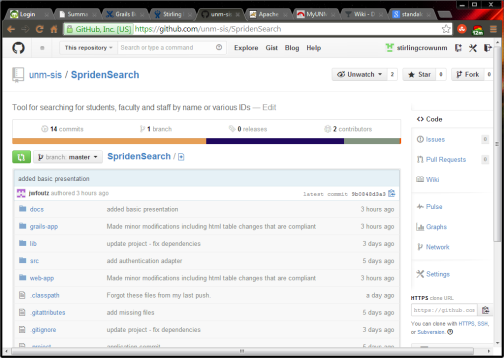 Login Summa Grails E Stirling unm-sis Apache MyUNM Wiki - D standalo
GitHub, Inc. [US] https://github.com/unm-sis/SpridenSearch
This repository Search or type a command Explore Gist Blog Help stirlingcrowunm
unm-sis / SpridenSearch Unwatch 2 Star 0 Fork 0
Tool for searching for students, faculty and staff by name or various IDs — Edit
14 commits 1 branch 0 releases 2 contributors
branch: master SpridenSearch /
added basic presentation
jwfoutz authored 3 hours ago latest commit 9b0848d3a3
docs added basic presentation 3 hours ago
grails-app Made minor modifications including html table changes that are compliant 3 hours ago
lib update project - fix dependencies 3 days ago
src add authentication adapter 5 days ago
web-app Made minor modifications including html table changes that are compliant 3 hours ago
.classpath Forgot these files from my last push. a day ago
.gitattributes add missing files 5 days ago
.gitignore update project - fix dependencies 3 days ago
.project application commit 5 days ago
Code
Issues 0
Pull Requests 0
Wiki
Pulse
Graphs
Network
Settings
HTTPS clone URL
https://github.com
You can clone with HTTPS, SSH,
or Subversion.